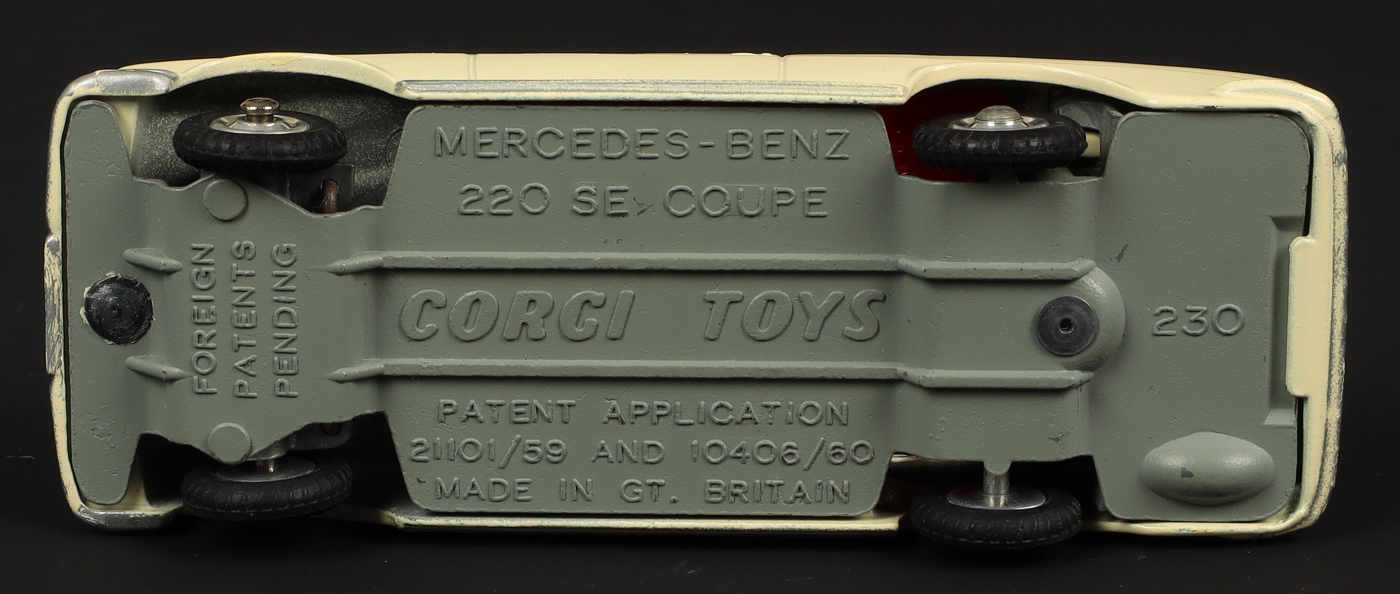 MERCEDES-BENZ
220 SE COUPE
FOREIGN
PATENTS
PENDING
CORGI TOYS
230
PATENT APPLICATION
21101/59 AND 10406/60
MADE IN GT. BRITAIN